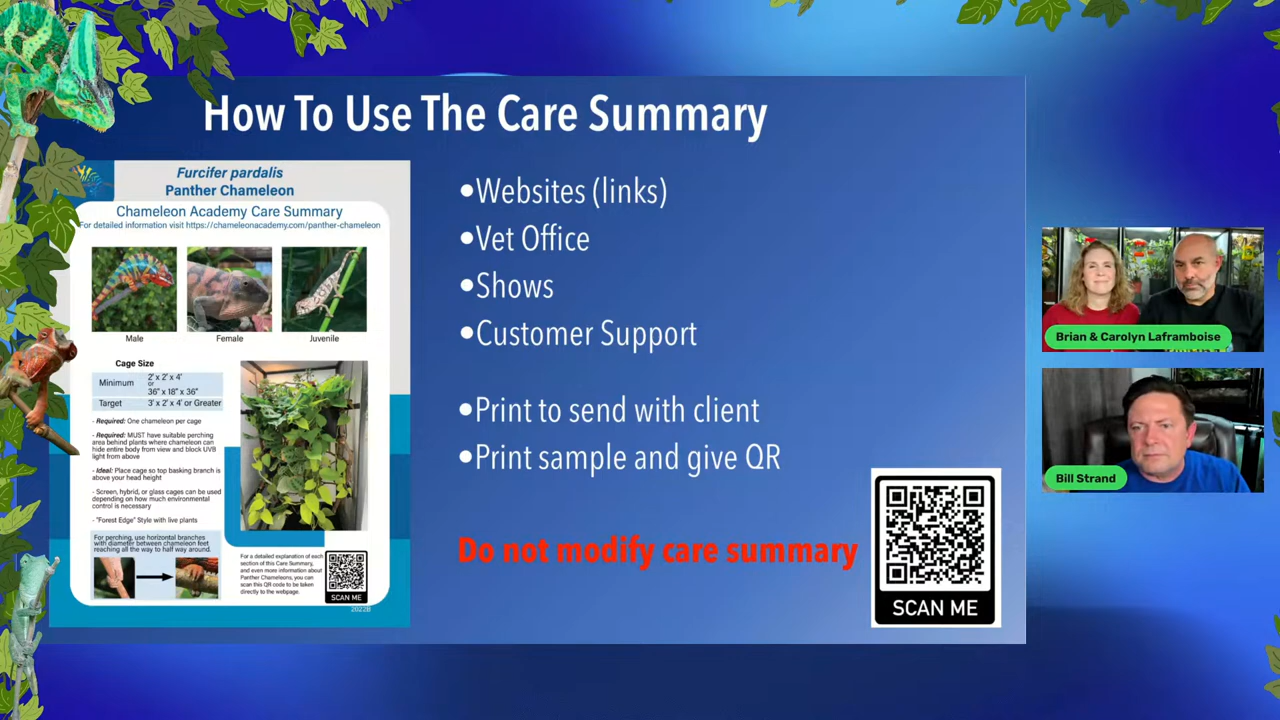 How To Use The Care Summary
Furcifer pardalis
Panther Chameleon
Chameleon Academy Care Summary
For detailed information visit https://chameleonacademy.com/panther-chameleon
Male
Female
Juvenile
Cage Size
Minimum
2' x 2' x 4'
or
36" x 18" x 36"
Target
3' x 2' x 4' or Greater
- Required: One chameleon per cage
- Required: MUST have suitable perching
area behind plants where chameleon can
hide entire body from view and block UVB
light from above
- Ideal: Place cage so top basking branch is
above your head height
- Screen, hybrid, or glass cages can be used
depending on how much environmental
control is necessary
- "Forest Edge" Style with live plants
For perching, use horizontal branches
with diameter between chameleon feet
reaching all the way to half way around.
For a detailed explanation of each
section of this Care Summary,
and even more information about
Panther Chameleons, you can
scan this QR code to be taken
directly to the webpage.
SCAN ME
2022B
•Websites (links)
•Vet Office
•Shows
•Customer Support
•Print to send with client
•Print sample and give QR
Do not modify care summary
SCAN ME
Brian & Carolyn Laframboise
Bill Strand